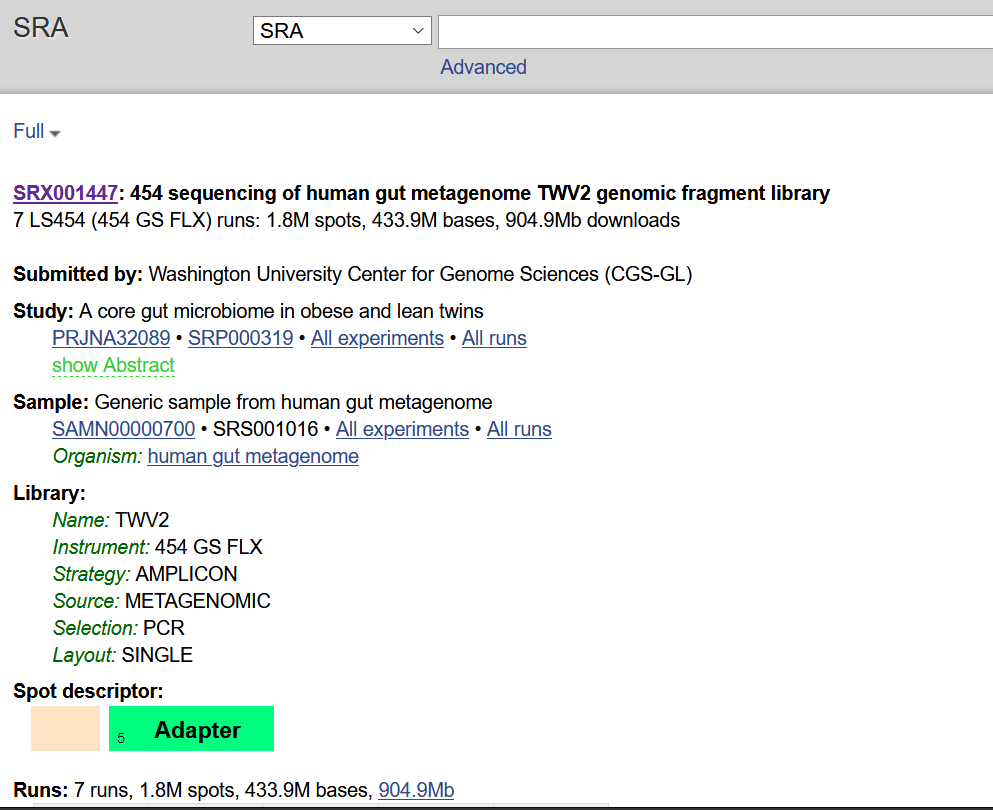 SRA
SRA
Advanced
Full
SRX001447: 454 sequencing of human gut metagenome TWV2 genomic fragment library
7 LS454 (454 GS FLX) runs: 1.8M spots, 433.9M bases, 904.9Mb downloads
Submitted by: Washington University Center for Genome Sciences (CGS-GL)
Study: A core gut microbiome in obese and lean twins
PRJNA32089 • SRP000319 • All experiments • All runs
show Abstract
Sample: Generic sample from human gut metagenome
SAMN00000700 • SRS001016 • All experiments • All runs
Organism: human gut metagenome
Library:
Name: TWV2
Instrument: 454 GS FLX
Strategy: AMPLICON
Source: METAGENOMIC
Selection: PCR
Layout: SINGLE
Spot descriptor:
5 Adapter
Runs: 7 runs, 1.8M spots, 433.9M bases, 904.9Mb